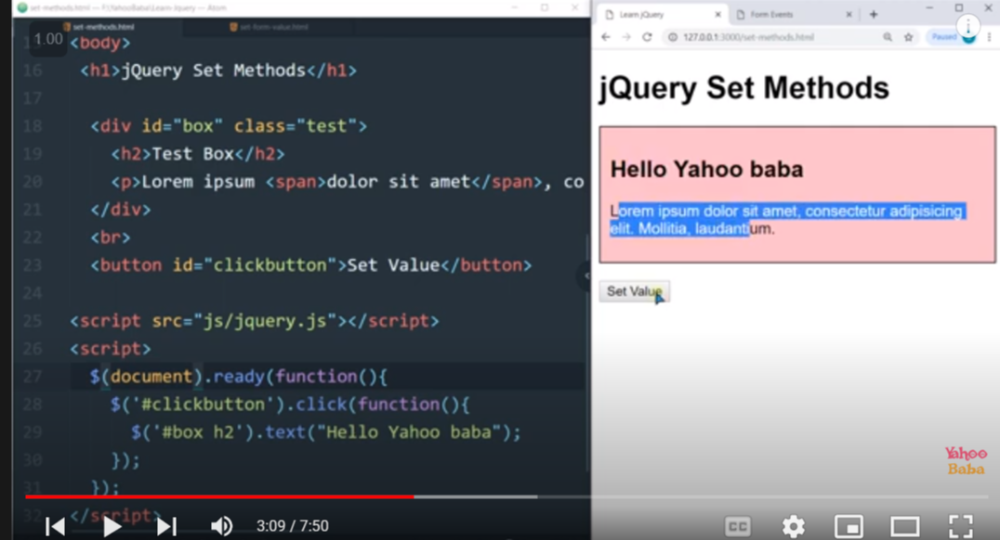 set-methods.html — F:\YahooBaba\Learn-Jquery — Atom
set-methods.html
set-form-value.html
1.00
<body>
16 <h1>jQuery Set Methods</h1>
17
18 <div id="box" class="test">
19 <h2>Test Box</h2>
20 <p>Lorem ipsum <span>dolor sit amet</span>, co
21 </div>
22 <br>
23 <button id="clickbutton">Set Value</button>
24
25 <script src="js/jquery.js"></script>
26 <script>
27 $(document).ready(function(){
28 $('#clickbutton').click(function(){
29 $('#box h2').text("Hello Yahoo baba");
30 });
31 });
32 </script>
3:09 / 7:50
CC
Learn jQuery
Form Events
127.0.0.1:3000/set-methods.html
Paused
jQuery Set Methods
Hello Yahoo baba
Lorem ipsum dolor sit amet, consectetur adipisicing
elit. Mollitia, laudantium.
Set Value
Yahoo
Baba